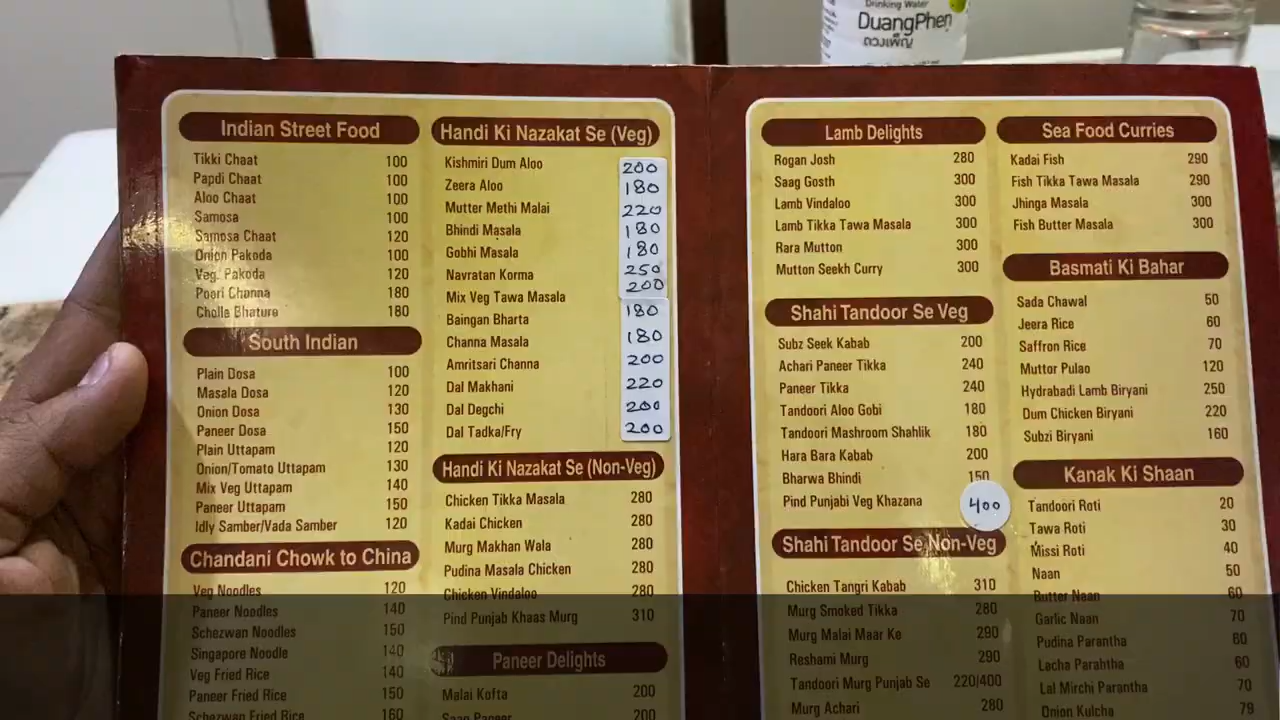 Drinking Water
DuangPhen
ดวงเพ็ญ
Indian Street Food
Tikki Chaat 100
Papdi Chaat 100
Aloo Chaat 100
Samosa 100
Samosa Chaat 120
Onion Pakoda 100
Veg. Pakoda 120
Poori Channa 180
Cholla Bhature 180
South Indian
Plain Dosa 100
Masala Dosa 120
Onion Dosa 130
Paneer Dosa 150
Plain Uttapam 120
Onion/Tomato Uttapam 130
Mix Veg Uttapam 140
Paneer Uttapam 150
Idly Samber/Vada Samber 120
Chandani Chowk to China
Veg Noodles 120
Paneer Noodles 140
Schezwan Noodles 150
Singapore Noodle 140
Veg Fried Rice 140
Paneer Fried Rice 150
Schezwan Fried Rice 160
Handi Ki Nazakat Se (Veg)
Kishmiri Dum Aloo 200
Zeera Aloo 180
Mutter Methi Malai 220
Bhindi Masala 180
Gobhi Masala 180
Navratan Korma 250
Mix Veg Tawa Masala 200
Baingan Bharta 180
Channa Masala 180
Amritsari Channa 200
Dal Makhani 220
Dal Degchi 200
Dal Tadka/Fry 200
Handi Ki Nazakat Se (Non-Veg)
Chicken Tikka Masala 280
Kadai Chicken 280
Murg Makhan Wala 280
Pudina Masala Chicken 280
Chicken Vindaloo 280
Pind Punjab Khaas Murg 310
Paneer Delights
Malai Kofta 200
Saag Paneer 200
Lamb Delights
Rogan Josh 280
Saag Gosth 300
Lamb Vindaloo 300
Lamb Tikka Tawa Masala 300
Rara Mutton 300
Mutton Seekh Curry 300
Shahi Tandoor Se Veg
Subz Seek Kabab 200
Achari Paneer Tikka 240
Paneer Tikka 240
Tandoori Aloo Gobi 180
Tandoori Mashroom Shahlik 180
Hara Bara Kabab 200
Bharwa Bhindi 150
Pind Punjabi Veg Khazana 400
Shahi Tandoor Se Non-Veg
Chicken Tangri Kabab 310
Murg Smoked Tikka 280
Murg Malai Maar Ke 290
Reshami Murg 290
Tandoori Murg Punjab Se 220/400
Murg Achari 280
Sea Food Curries
Kadai Fish 290
Fish Tikka Tawa Masala 290
Jhinga Masala 300
Fish Butter Masala 300
Basmati Ki Bahar
Sada Chawal 50
Jeera Rice 60
Saffron Rice 70
Muttor Pulao 120
Hydrabadi Lamb Biryani 250
Dum Chicken Biryani 220
Subzi Biryani 160
Kanak Ki Shaan
Tandoori Roti 20
Tawa Roti 30
Missi Roti 40
Naan 50
Butter Naan 60
Garlic Naan 70
Pudina Parantha 60
Lacha Parahtha 60
Lal Mirchi Parantha 70
Onion Kulcha 79